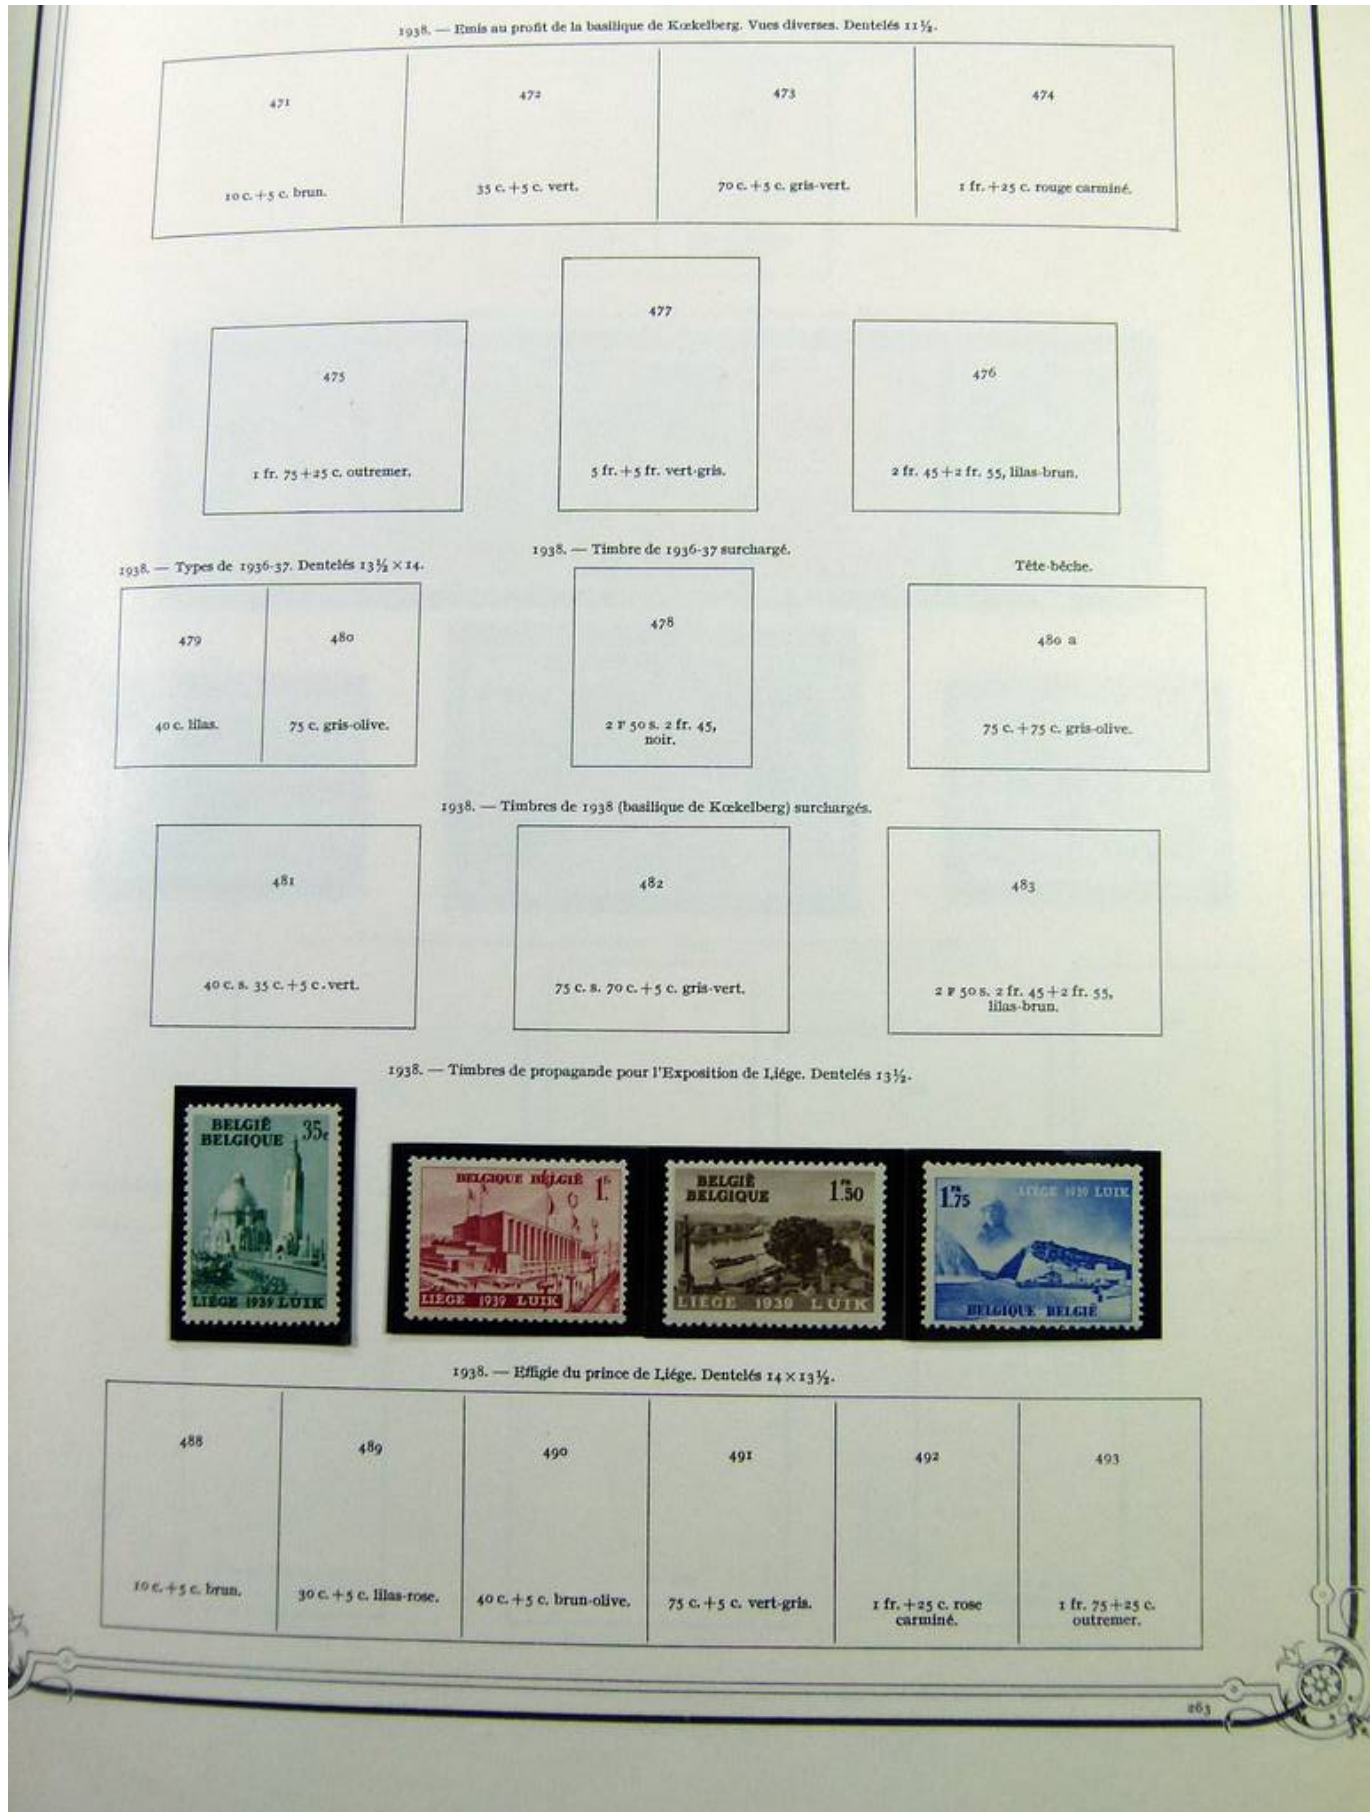 1938. — Emis au profit de la basilique de Kœkelberg. Vues diverses. Dentelés 11½.
471 472 473 474
10 c. +5 c. brun. 35 c. +5 c. vert. 70 c. +5 c. gris-vert. 1 fr. +25 c. rouge carminé.
477
475 476
1 fr. 75+25 c. outremer. 5 fr. +5 fr. vert-gris. 2 fr. 45+2 fr. 55, lilas-brun.
1938. — Types de 1936-37. Dentelés 13½ × 14. 1938. — Timbre de 1936-37 surchargé. Tête-bêche.
479 480 478 480 a
40 c. lilas. 75 c. gris-olive. 2 F 50 s. 2 fr. 45, 75 c. +75 c. gris-olive.
noir.
1938. — Timbres de 1938 (basilique de Kœkelberg) surchargés.
481 482 483
40 c. s. 35 c. +5 c. vert. 75 c. s. 70 c. +5 c. gris-vert. 2 F 50 s. 2 fr. 45+2 fr. 55,
lilas-brun.
1938. — Timbres de propagande pour l'Exposition de Liége. Dentelés 13½.
BELGIË
BELGIQUE 35c
LIÈGE 1939 LUIK
BELGIQUE BELGIË 1F.
LIÈGE 1939 LUIK
BELGIË
BELGIQUE 1FR.50
LIÈGE 1939 LUIK
1FR.75 LIÈGE 1939 LUIK
BELGIQUE BELGIË
1938. — Effigie du prince de Liége. Dentelés 14×13½.
488 489 490 491 492 493
10 c. +5 c. brun. 30 c. +5 c. lilas-rose. 40 c. +5 c. brun-olive. 75 c. +5 c. vert-gris. 1 fr. +25 c. rose 1 fr. 75+25 c.
carminé. outremer.
263